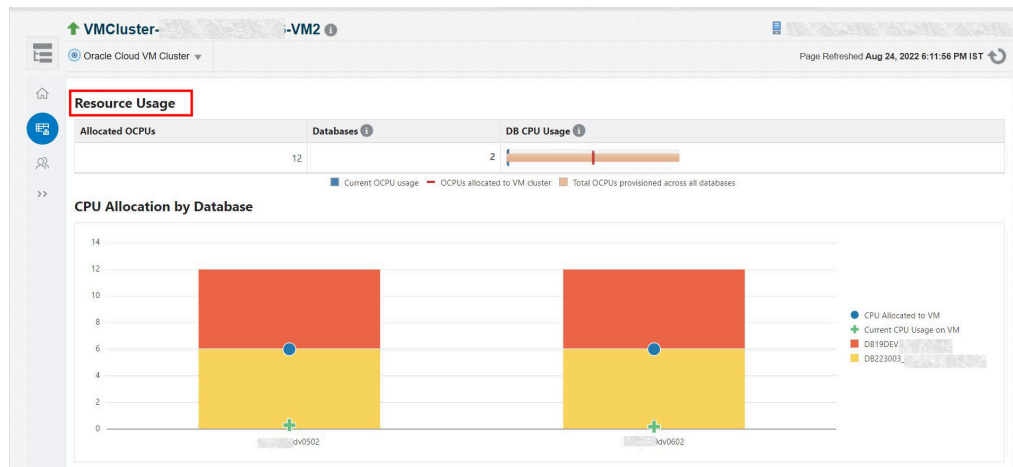 VMCluster- -VM2
Oracle Cloud VM Cluster
Page Refreshed Aug 24, 2022 6:11:56 PM IST
Resource Usage
Allocated OCPUs Databases DB CPU Usage
12 2
Current OCPU usage OCPUs allocated to VM cluster Total OCPUs provisioned across all databases
CPU Allocation by Database
14
12
10
8
6
4
2
0
CPU Allocated to VM
Current CPU Usage on VM
DB19DEV
DB223003_
dv0502 dv0602